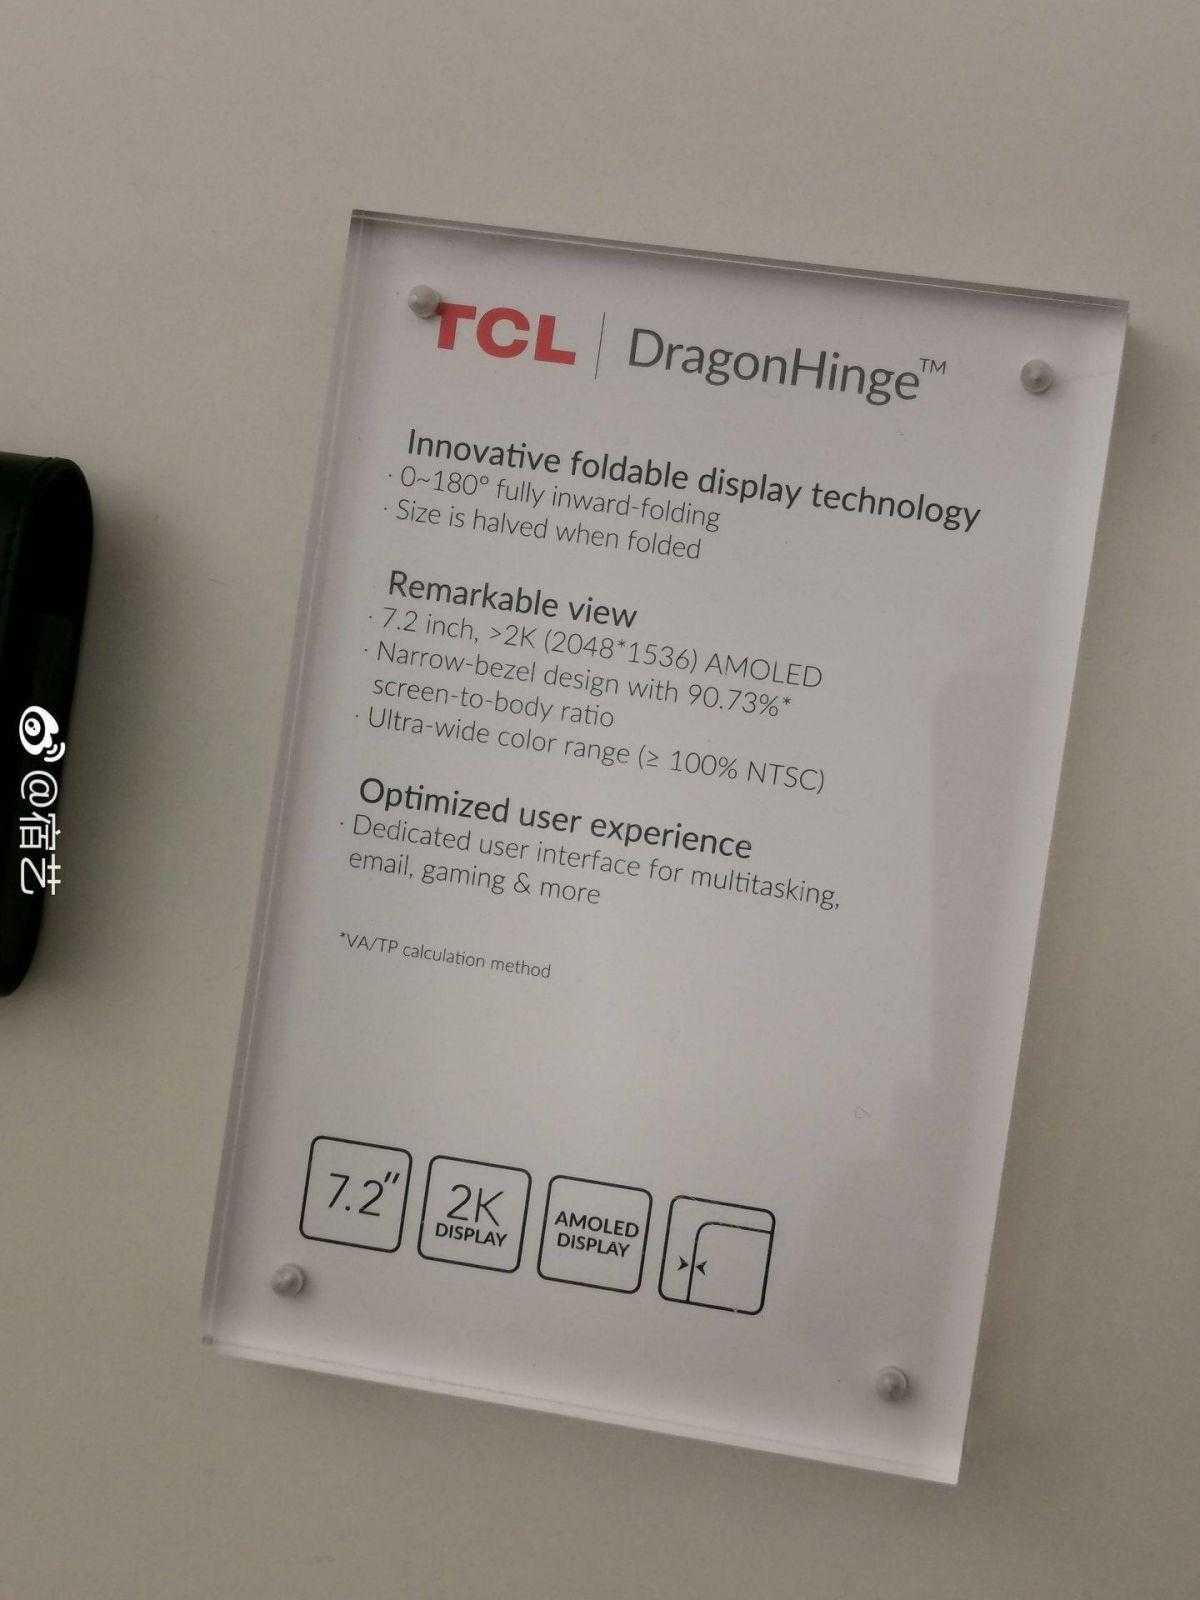 TCL | DragonHinge™
Innovative foldable display technology
· 0~180° fully inward-folding
· Size is halved when folded
Remarkable view
· 7.2 inch, >2K (2048*1536) AMOLED
· Narrow-bezel design with 90.73%*
screen-to-body ratio
· Ultra-wide color range (≥ 100% NTSC)
Optimized user experience
· Dedicated user interface for multitasking,
email, gaming & more
*VA/TP calculation method
7.2"
2K
DISPLAY
AMOLED
DISPLAY
@宿艺